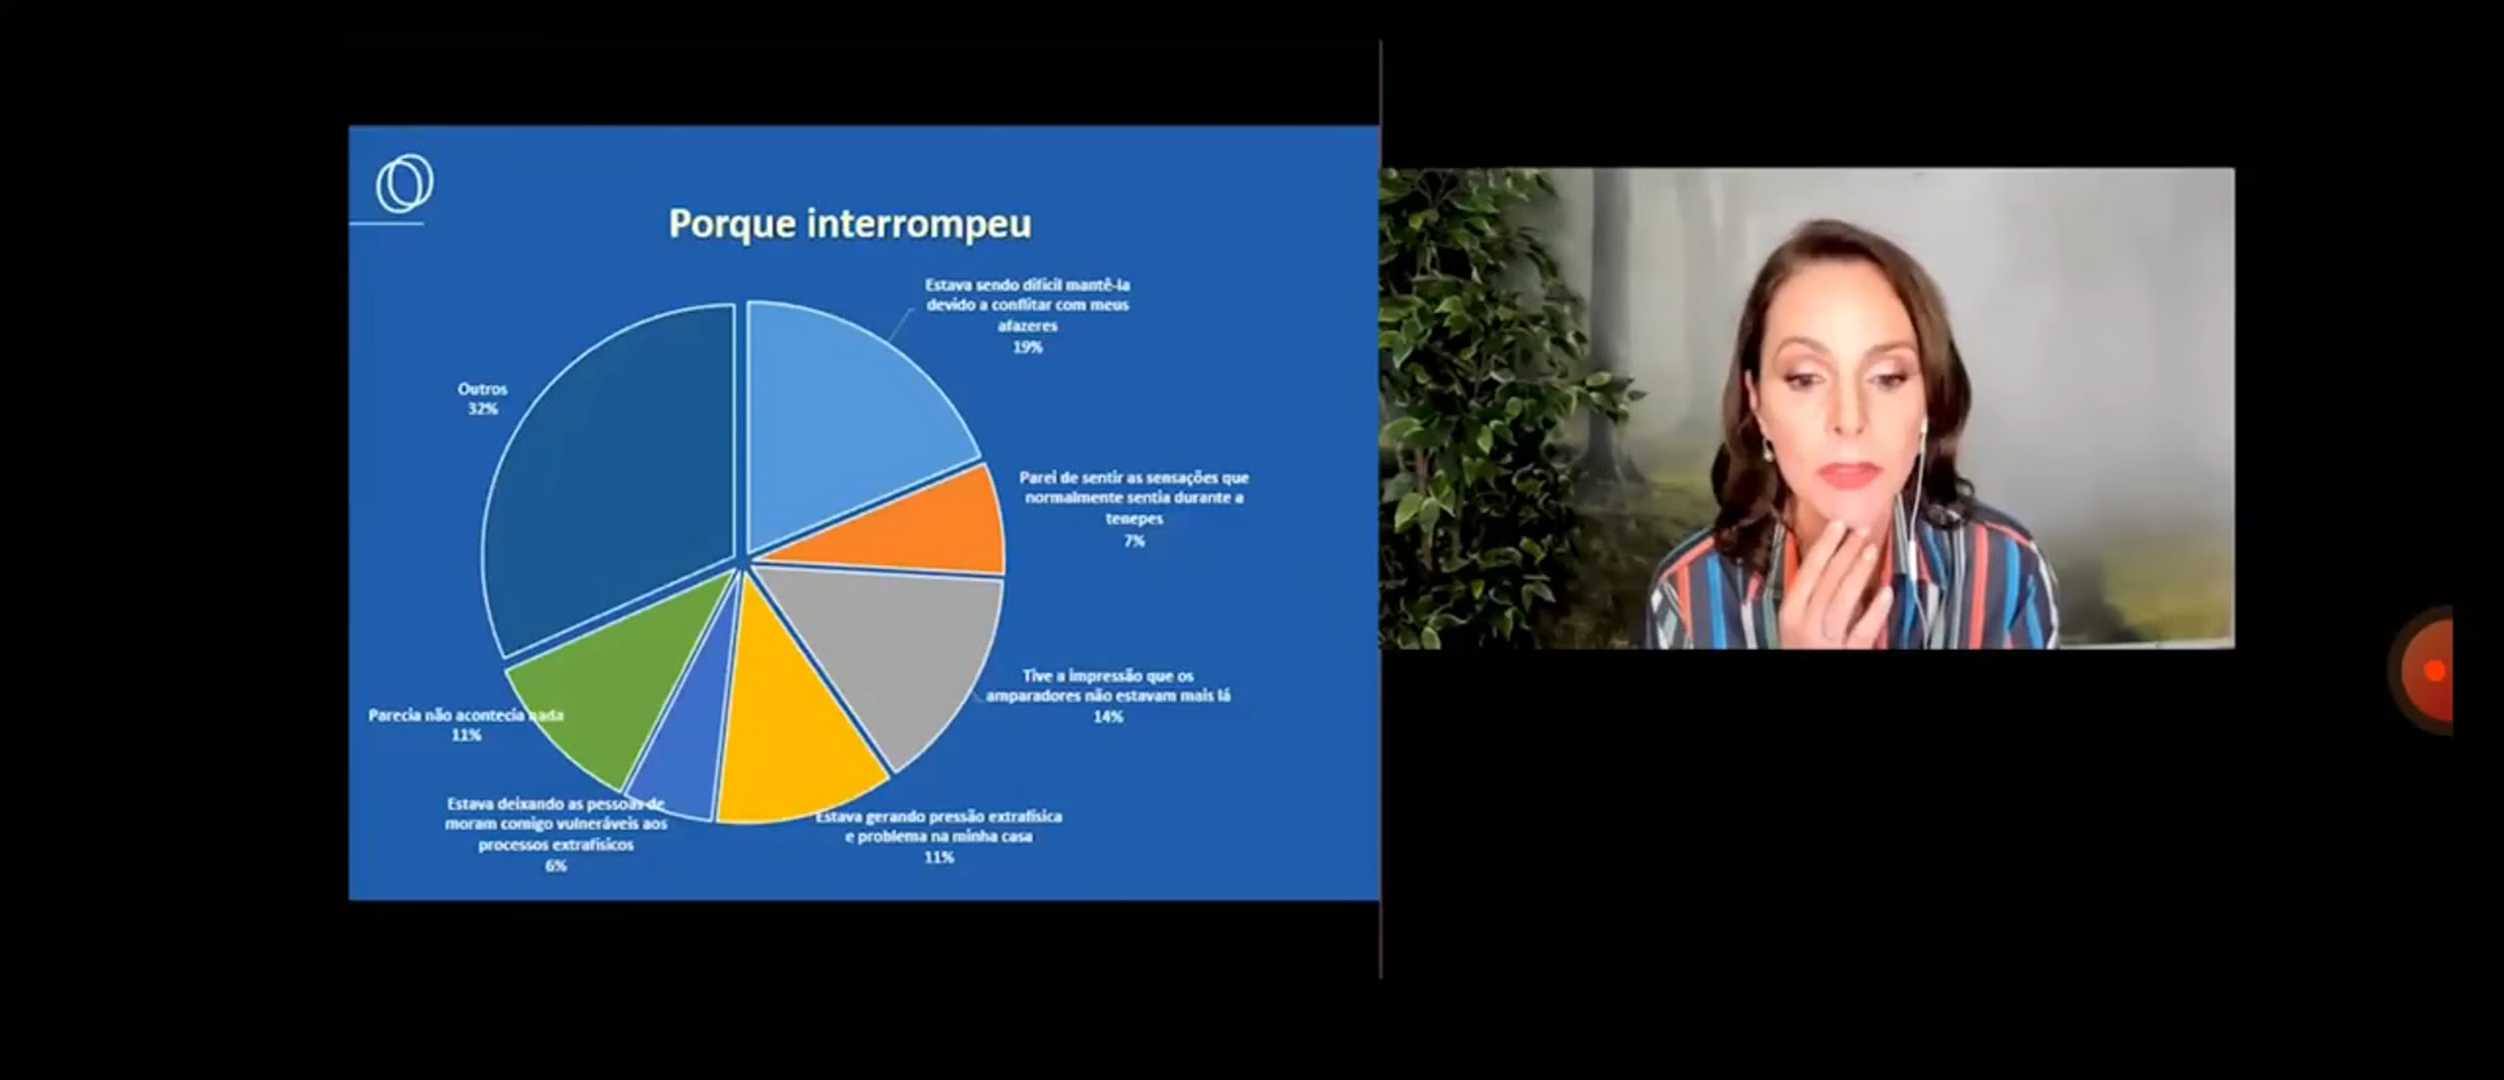 Porque interrompeu
Estava sendo difícil mantê-la
devido a conflitar com meus
afazeres
19%
Parei de sentir as sensações que
normalmente sentia durante a
tenepes
7%
Tive a impressão que os
amparadores não estavam mais lá
14%
Estava gerando pressão extrafísica
e problema na minha casa
11%
Estava deixando as pessoas de
moram comigo vulneráveis aos
processos extrafísicos
6%
Parecia não acontecia nada
11%
Outros
32%